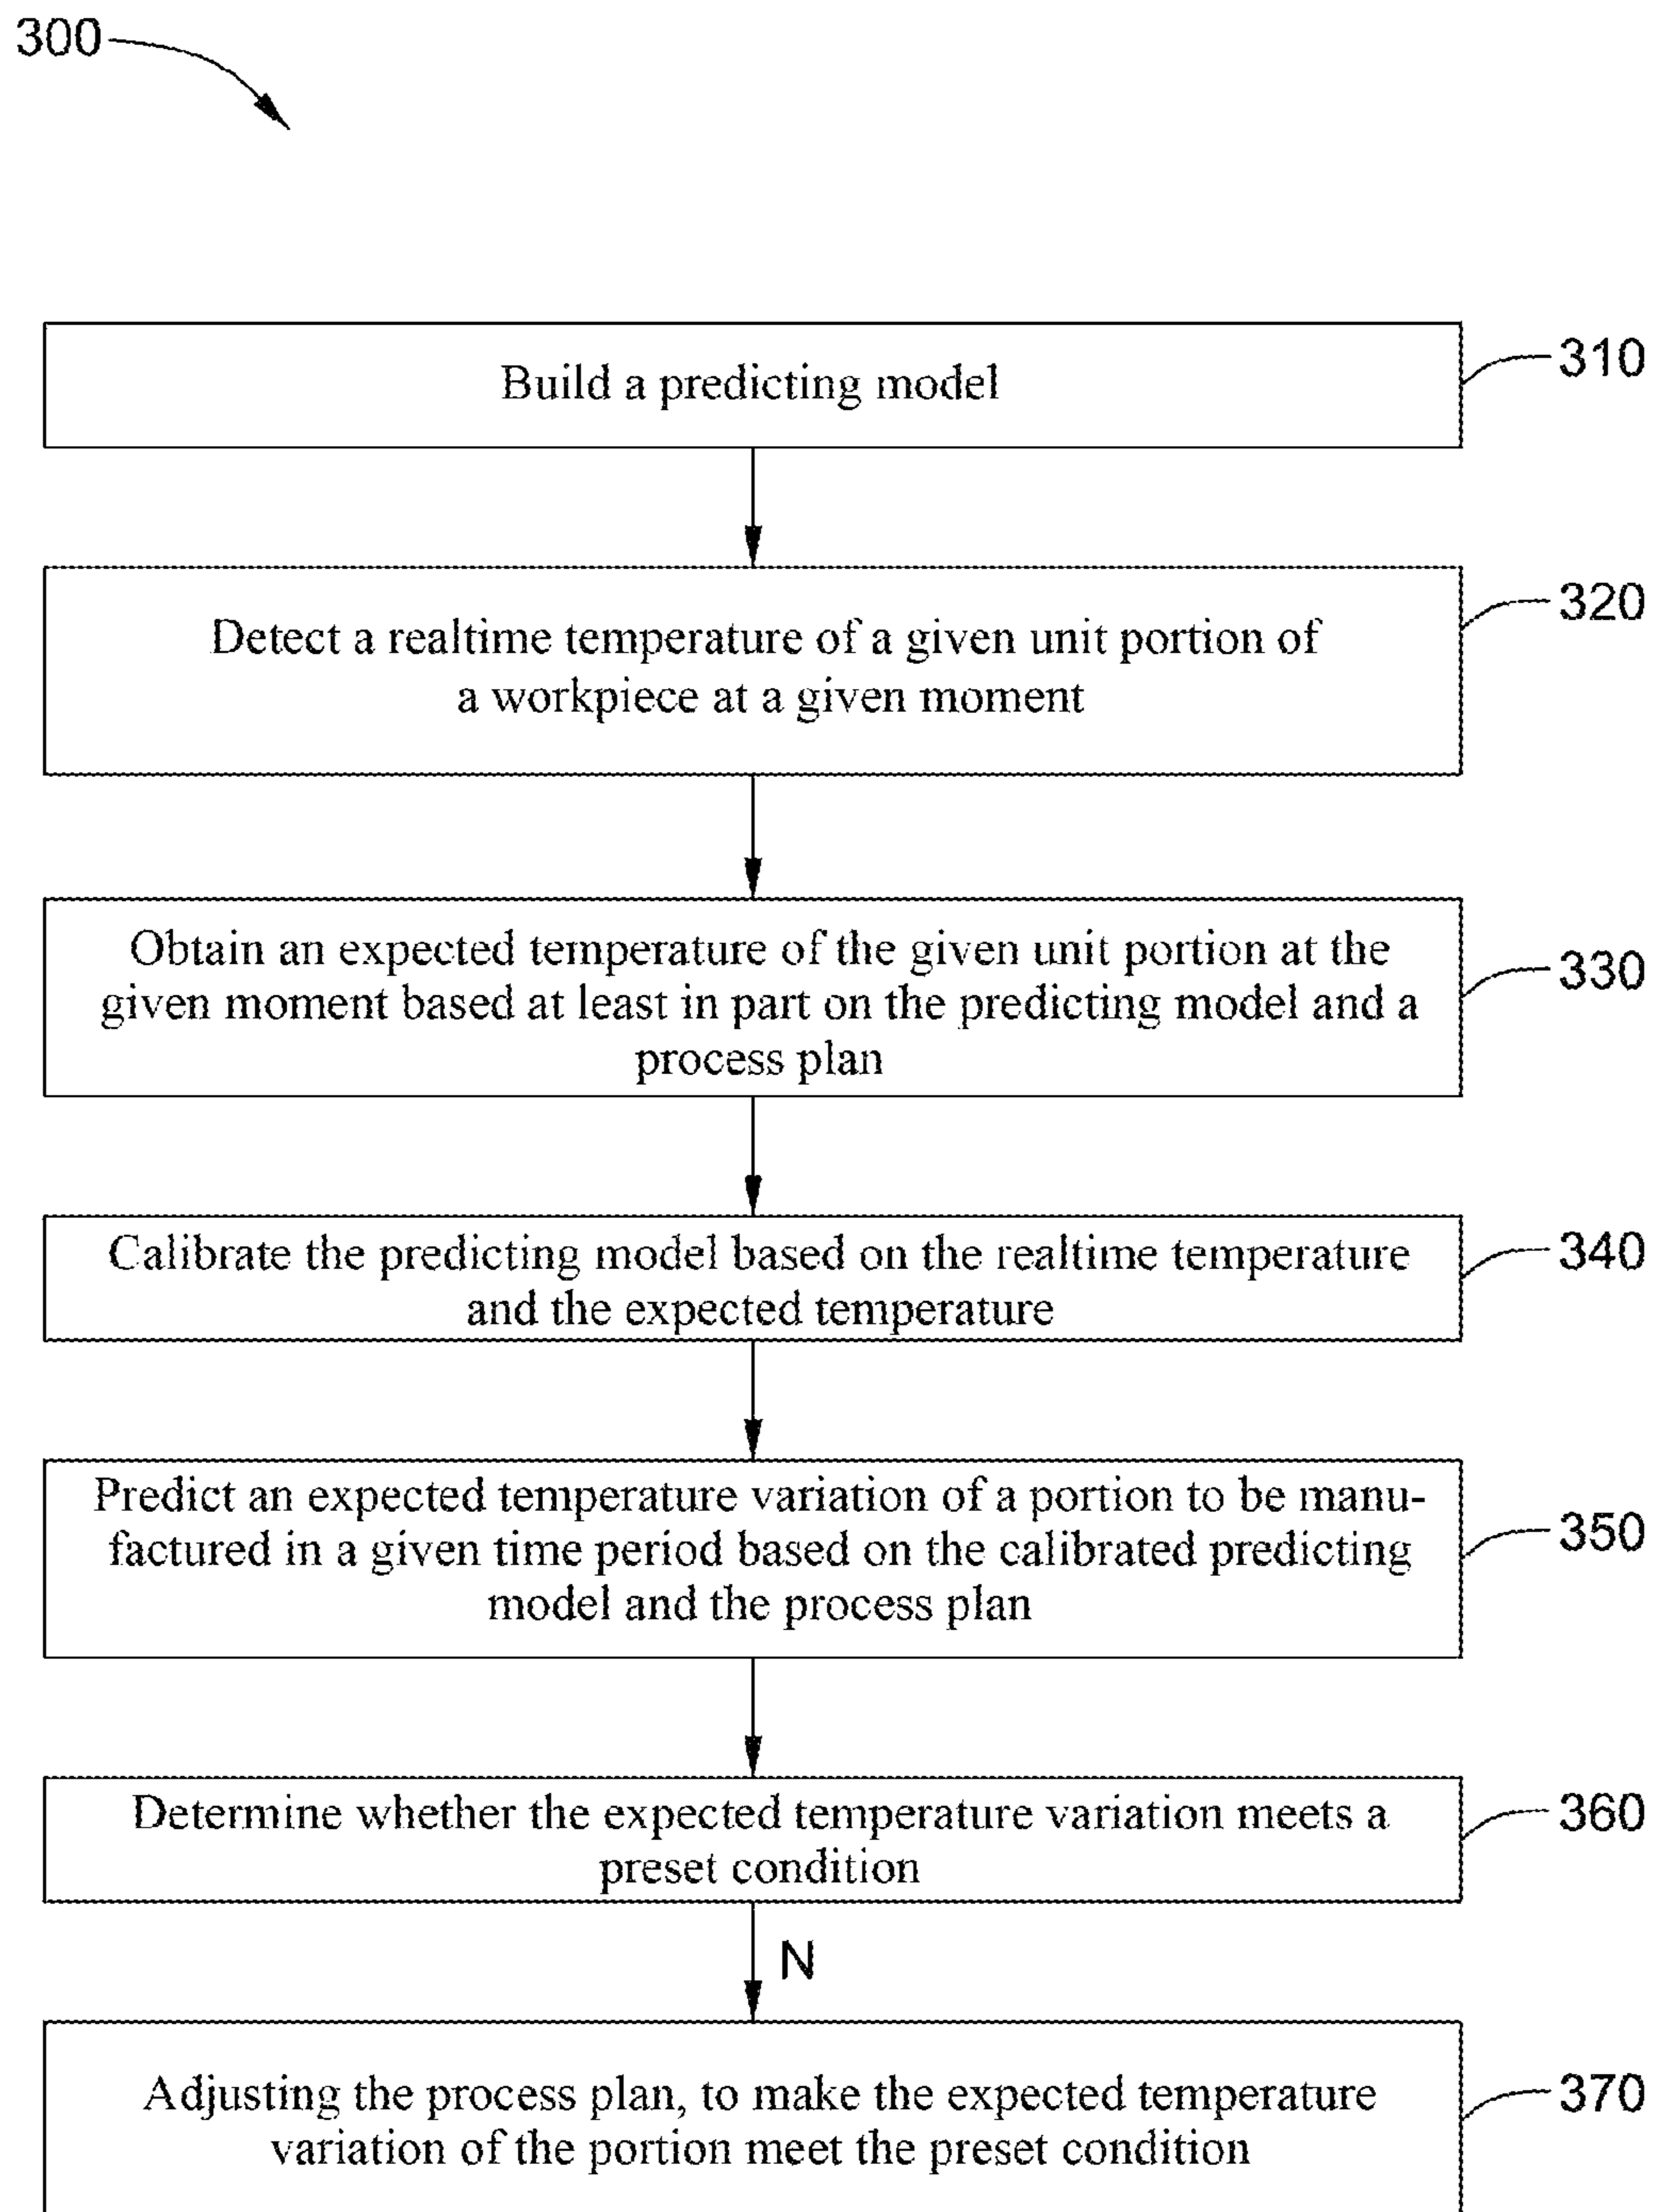 300
Build a predicting model
310
Detect a realtime temperature of a given unit portion of
a workpiece at a given moment
320
Obtain an expected temperature of the given unit portion at the
given moment based at least in part on the predicting model and a
process plan
330
Calibrate the predicting model based on the realtime temperature
and the expected temperature
340
Predict an expected temperature variation of a portion to be manu-
factured in a given time period based on the calibrated predicting
model and the process plan
350
Determine whether the expected temperature variation meets a
preset condition
360
N
Adjusting the process plan, to make the expected temperature
variation of the portion meet the preset condition
370